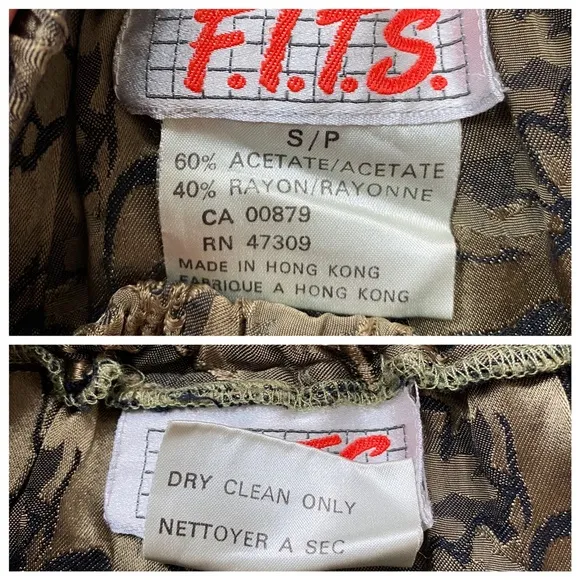 F.I.T.S.
S/P
60% ACETATE/ACETATE
40% RAYON/RAYONNE
CA 00879
RN 47309
MADE IN HONG KONG
FABRIQUE A HONG KONG
TS
DRY CLEAN ONLY
NETTOYER A SEC